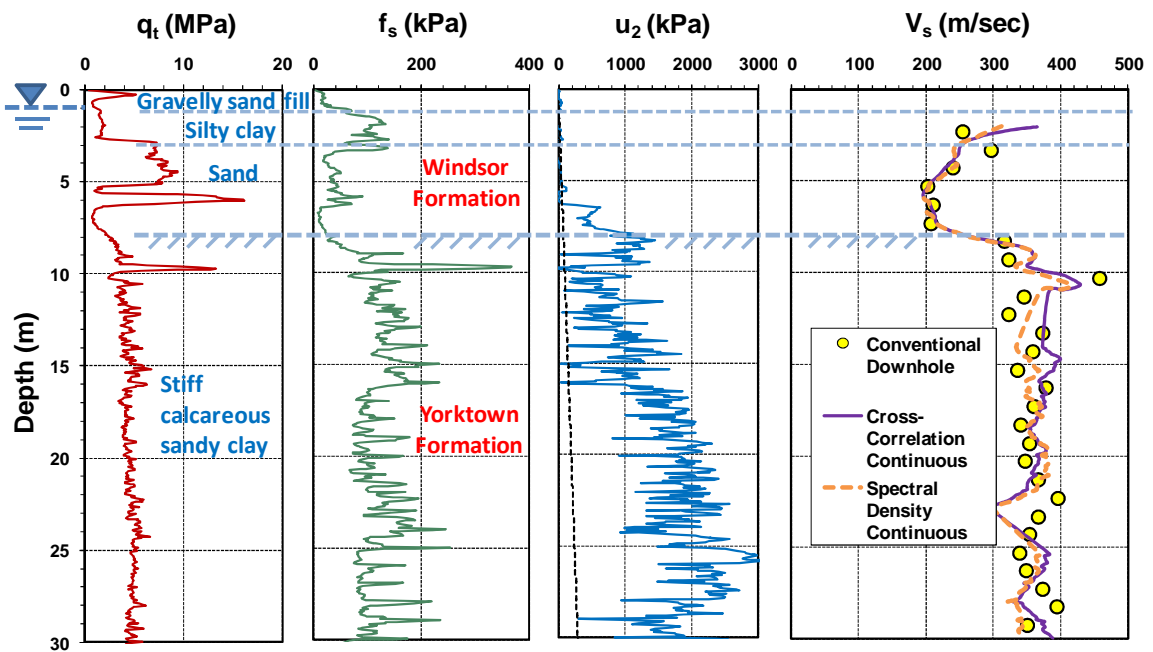 qt (MPa)
fs (kPa)
u2 (kPa)
Vs (m/sec)
0 10 20
0 200 400
0 1000 2000 3000
0 100 200 300 400 500
Depth (m)
0
5
10
15
20
25
30
Gravelly sand fill
Silty clay
Sand
Windsor
Formation
Stiff
calcareous
sandy clay
Yorktown
Formation
Conventional
Downhole
Cross-
Correlation
Continuous
Spectral
Density
Continuous